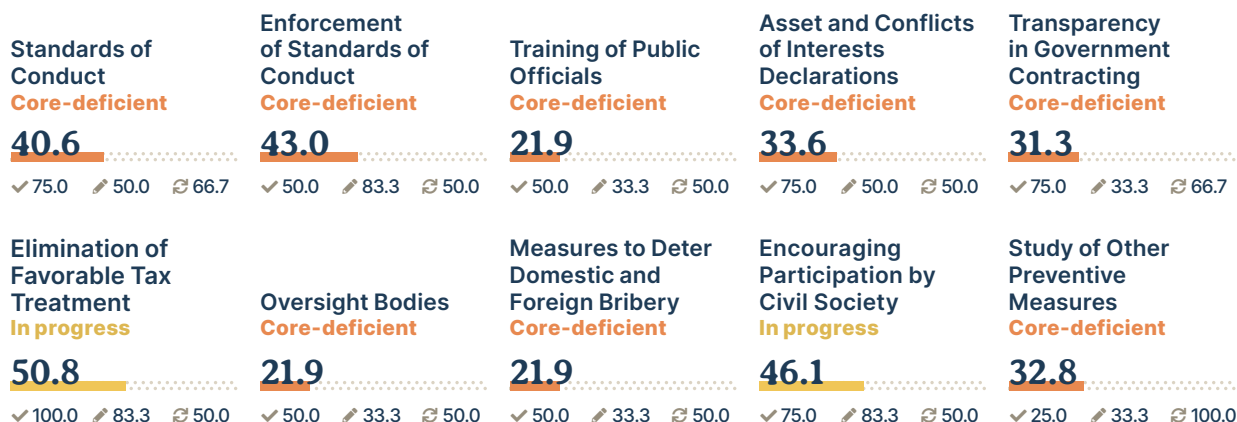 Standards of
Conduct
Core-deficient
40.6
75.0 50.0 66.7
Enforcement
of Standards of
Conduct
Core-deficient
43.0
50.0 83.3 50.0
Training of Public
Officials
Core-deficient
21.9
50.0 33.3 50.0
Asset and Conflicts
of Interests
Declarations
Core-deficient
33.6
75.0 50.0 50.0
Transparency
in Government
Contracting
Core-deficient
31.3
75.0 33.3 66.7
Elimination of
Favorable Tax
Treatment
In progress
50.8
100.0 83.3 50.0
Oversight Bodies
Core-deficient
21.9
50.0 33.3 50.0
Measures to Deter
Domestic and
Foreign Bribery
Core-deficient
21.9
50.0 33.3 50.0
Encouraging
Participation by
Civil Society
In progress
46.1
75.0 83.3 50.0
Study of Other
Preventive
Measures
Core-deficient
32.8
25.0 33.3 100.0